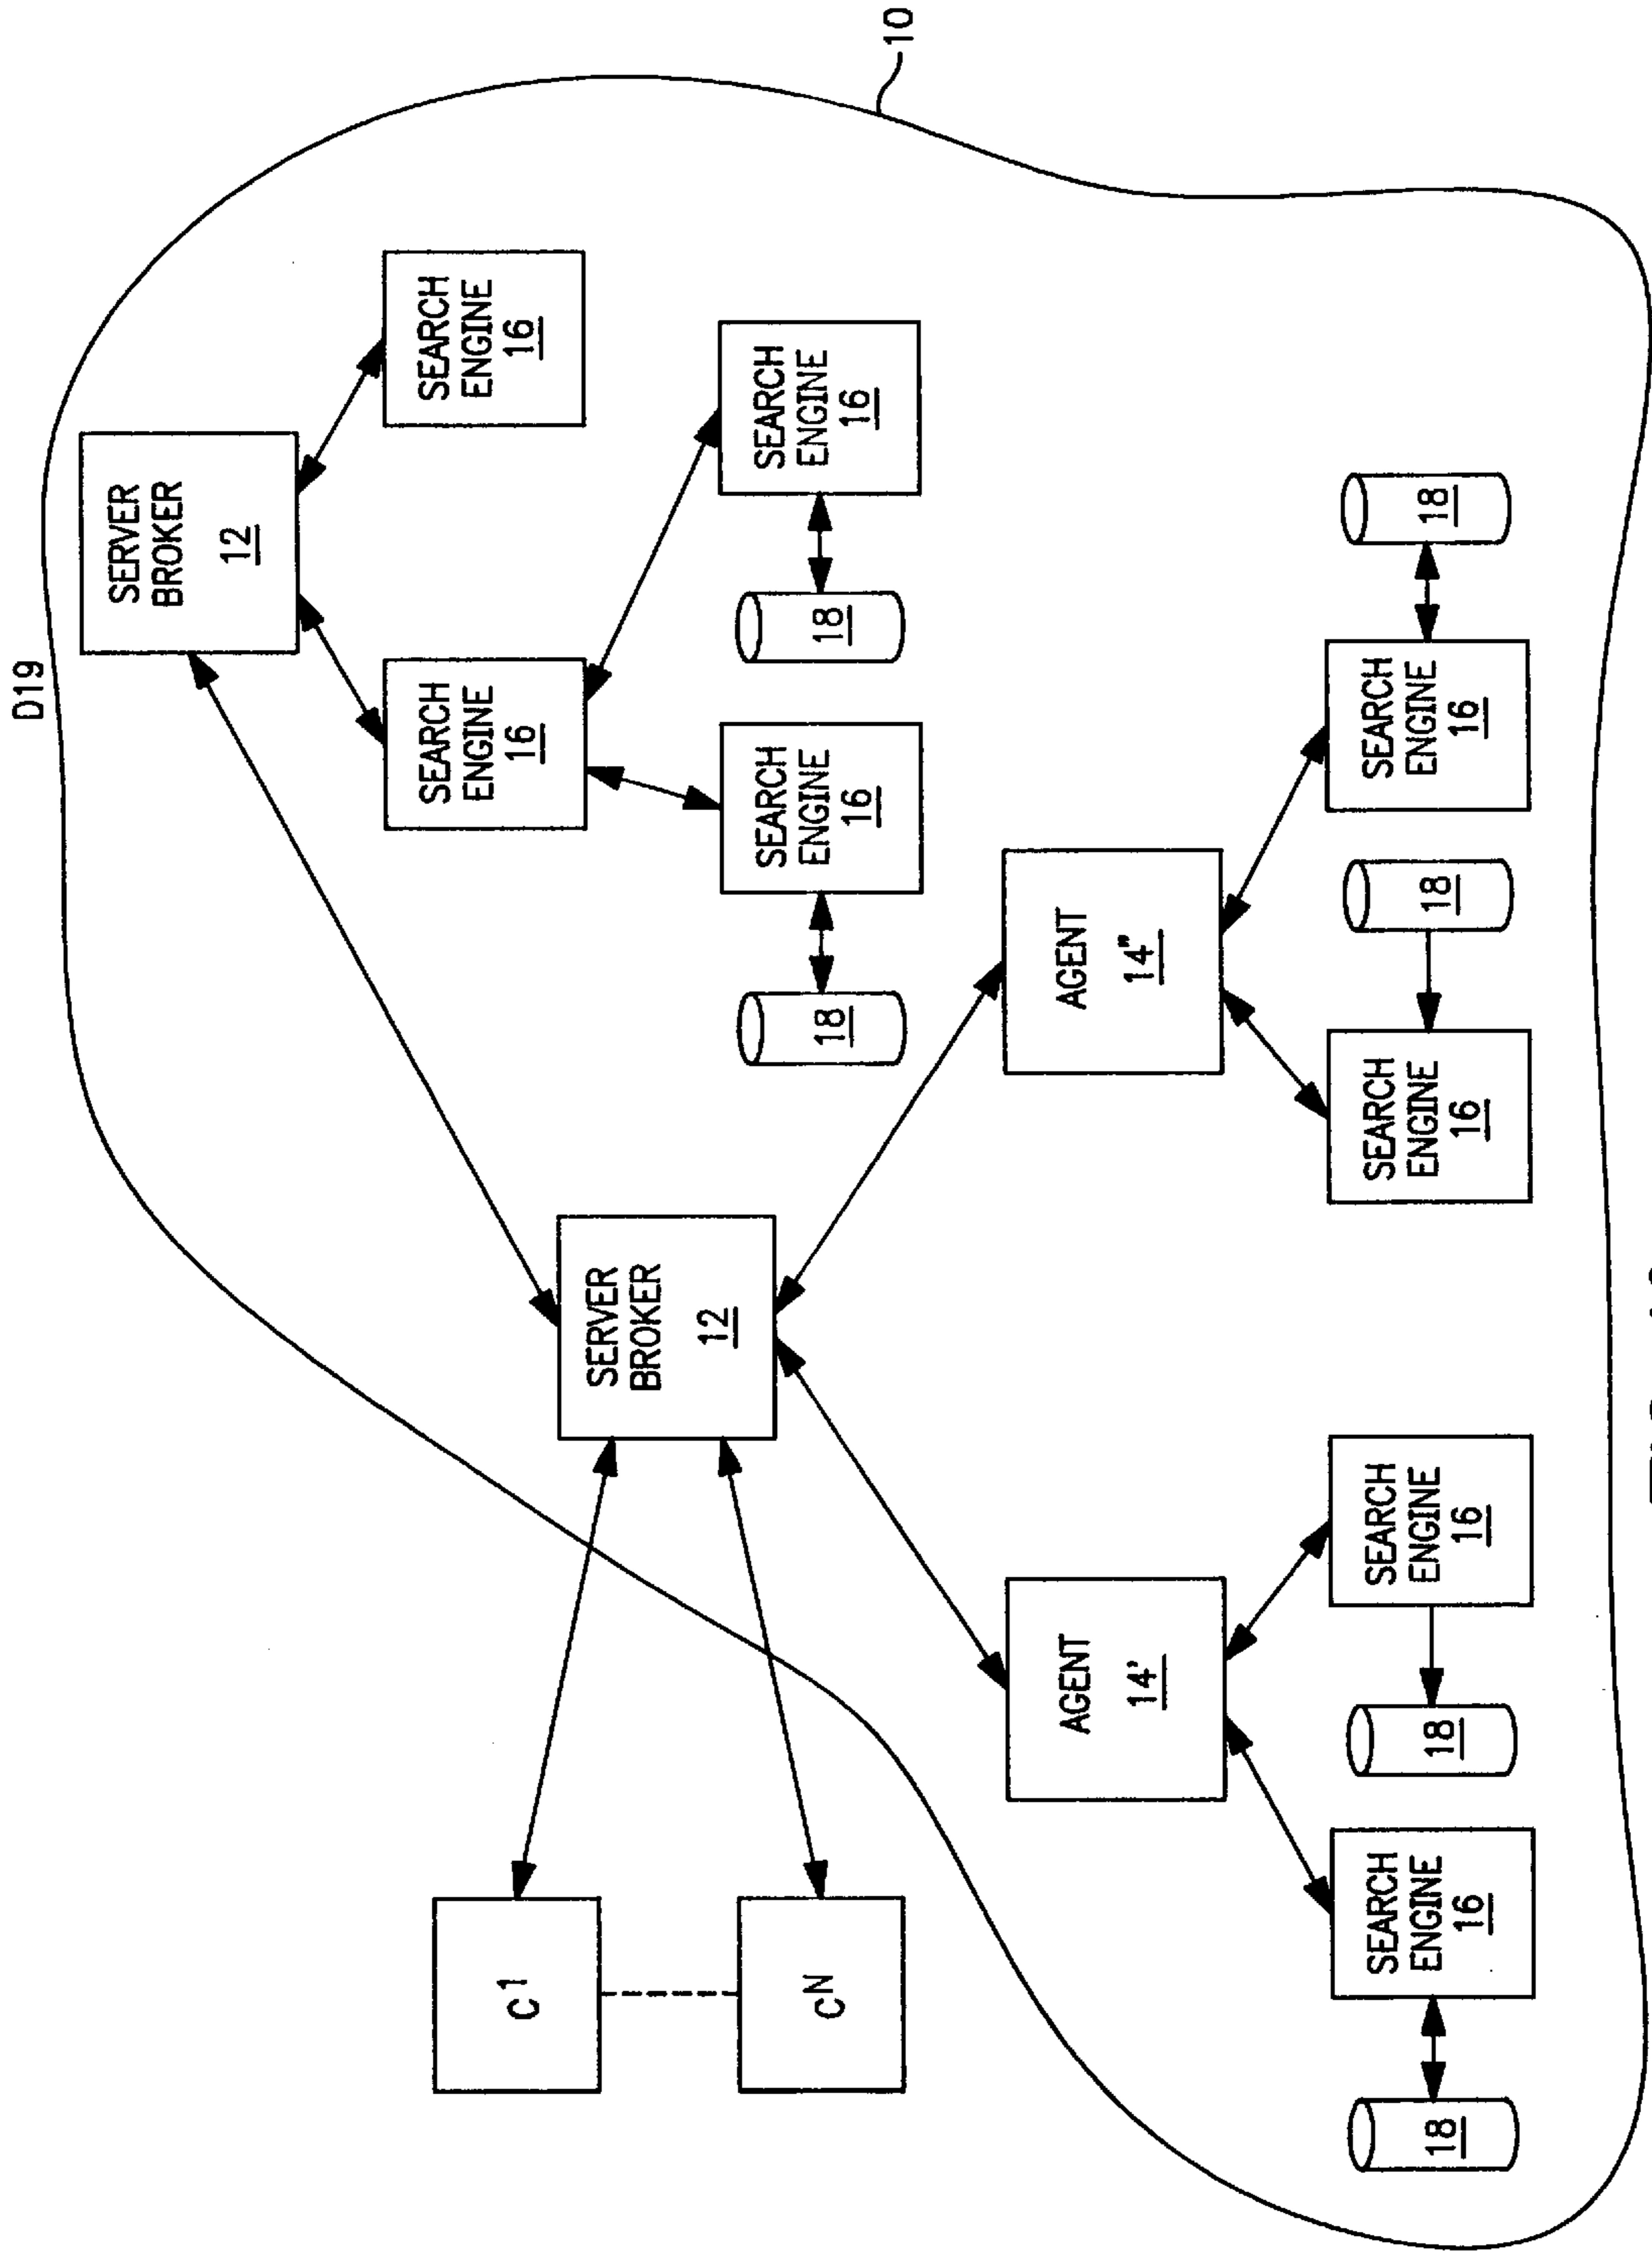 D19
SERVER
BROKER
12
SEARCH
ENGINE
16
SEARCH
ENGINE
16
10
C¹
SERVER
BROKER
12
Cᴺ
18
SEARCH
ENGINE
16
18
SEARCH
ENGINE
16
AGENT
14'
AGENT
14"
18
SEARCH
ENGINE
16
18
SEARCH
ENGINE
16
SEARCH
ENGINE
16
18
SEARCH
ENGINE
16
18